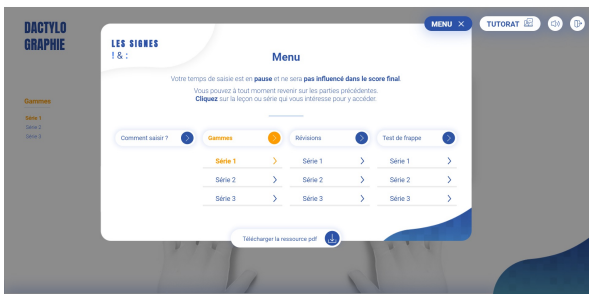 DACTYLO
GRAPHIE
MENU ×
TUTORAT
LES SIGNES
! & :
Menu
Votre temps de saisie est en pause et ne sera pas influencé dans le score final.
Vous pouvez à tout moment revenir sur les parties précédentes.
Cliquez sur la leçon ou série qui vous intéresse pour y accéder.
Gammes
Série 1
Série 2
Série 3
Comment saisir ?
Gammes
Série 1
Série 2
Série 3
Révisions
Série 1
Série 2
Série 3
Test de frappe
Série 1
Série 2
Série 3
Télécharger la ressource pdf